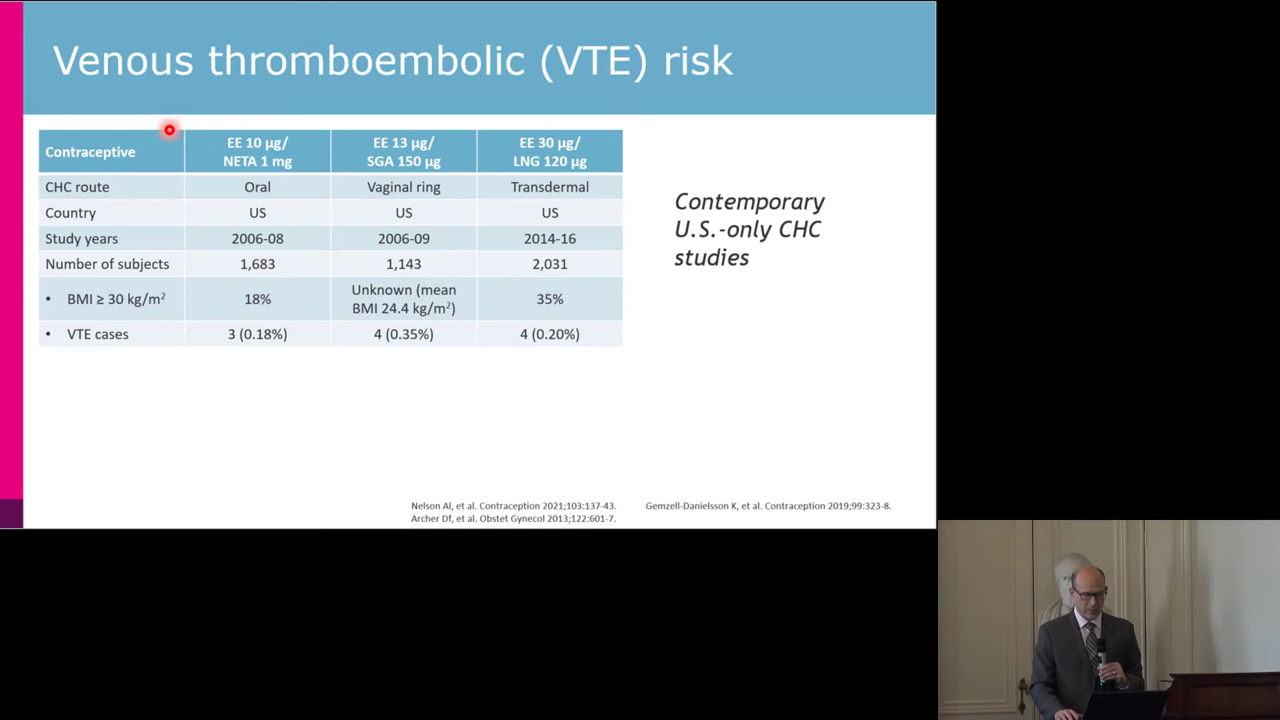 Venous thromboembolic (VTE) risk
Contraceptive
EE 10 µg/
NETA 1 mg
EE 13 µg/
SGA 150 µg
EE 30 µg/
LNG 120 µg
CHC route
Oral
Vaginal ring
Transdermal
Country
US
US
US
Study years
2006-08
2006-09
2014-16
Number of subjects
1,683
1,143
2,031
• BMI ≥ 30 kg/m²
18%
Unknown (mean
BMI 24.4 kg/m²)
35%
• VTE cases
3 (0.18%)
4 (0.35%)
4 (0.20%)
Contemporary
U.S.-only CHC
studies
Nelson Al, et al. Contraception 2021;103:137-43.
Archer Df, et al. Obstet Gynecol 2013;122:601-7.
Gemzell-Danielsson K, et al. Contraception 2019;99:323-8.